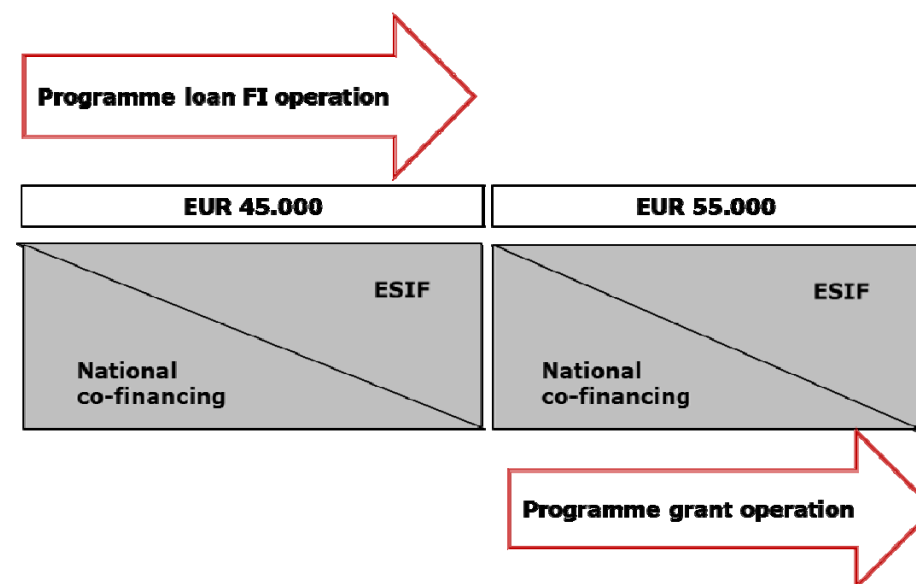 Programme loan FI operation
EUR 45.000
EUR 55.000
ESIF
National
co-financing
ESIF
National
co-financing
Programme grant operation